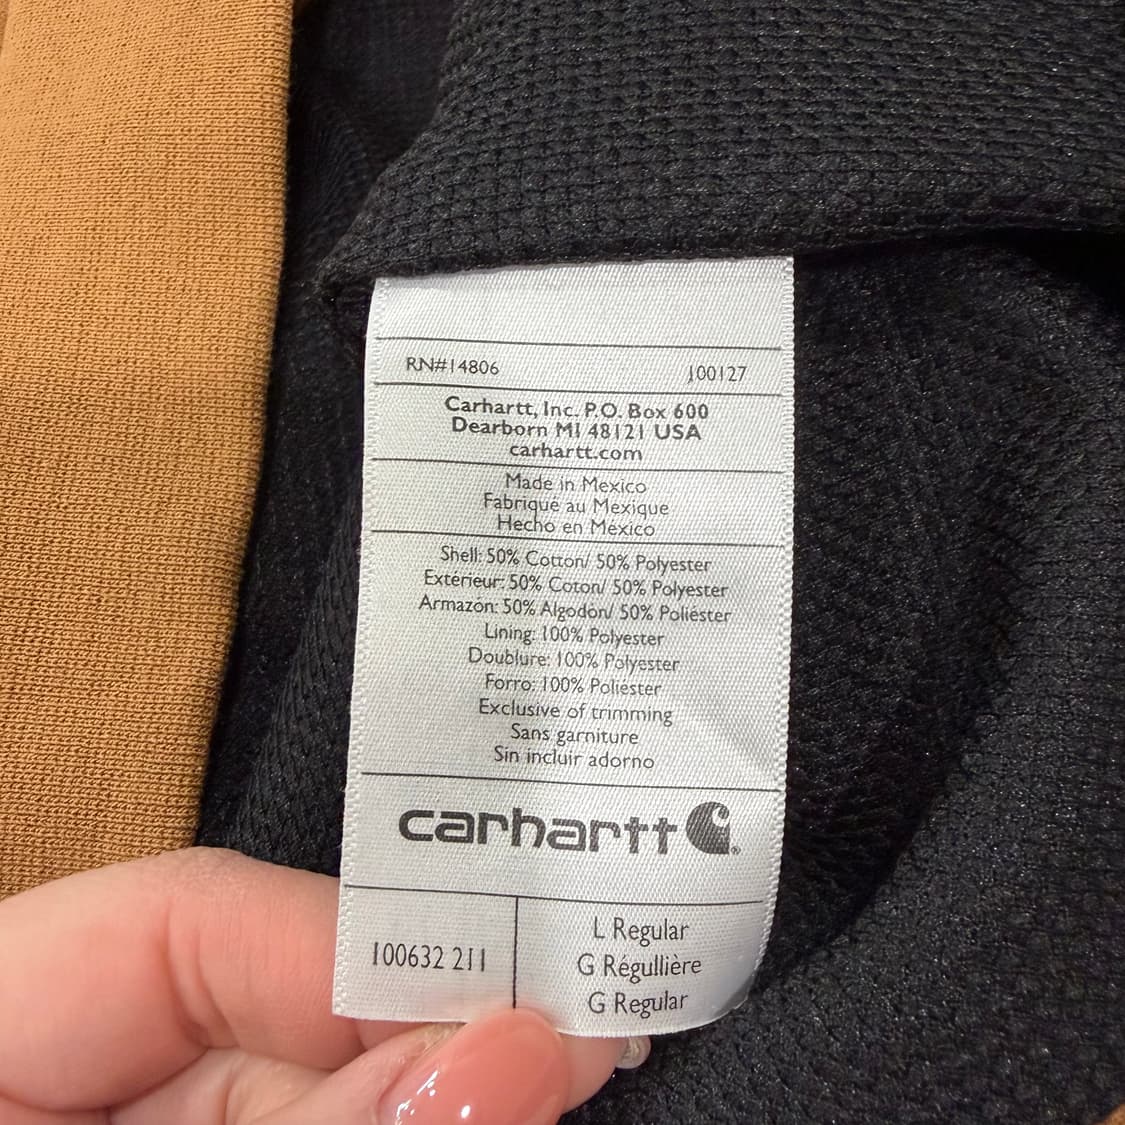 RN#14806 100127
Carhartt, Inc. P.O. Box 600
Dearborn MI 48121 USA
carhartt.com
Made in Mexico
Fabriqué au Mexique
Hecho en México
Shell: 50% Cotton/ 50% Polyester
Extérieur: 50% Coton/ 50% Polyester
Armazón: 50% Algodón/ 50% Poliéster
Lining: 100% Polyester
Doublure: 100% Polyester
Forro: 100% Poliéster
Exclusive of trimming
Sans garniture
Sin incluir adorno
carhartt
100632 211
L Regular
G Régullière
G Regular